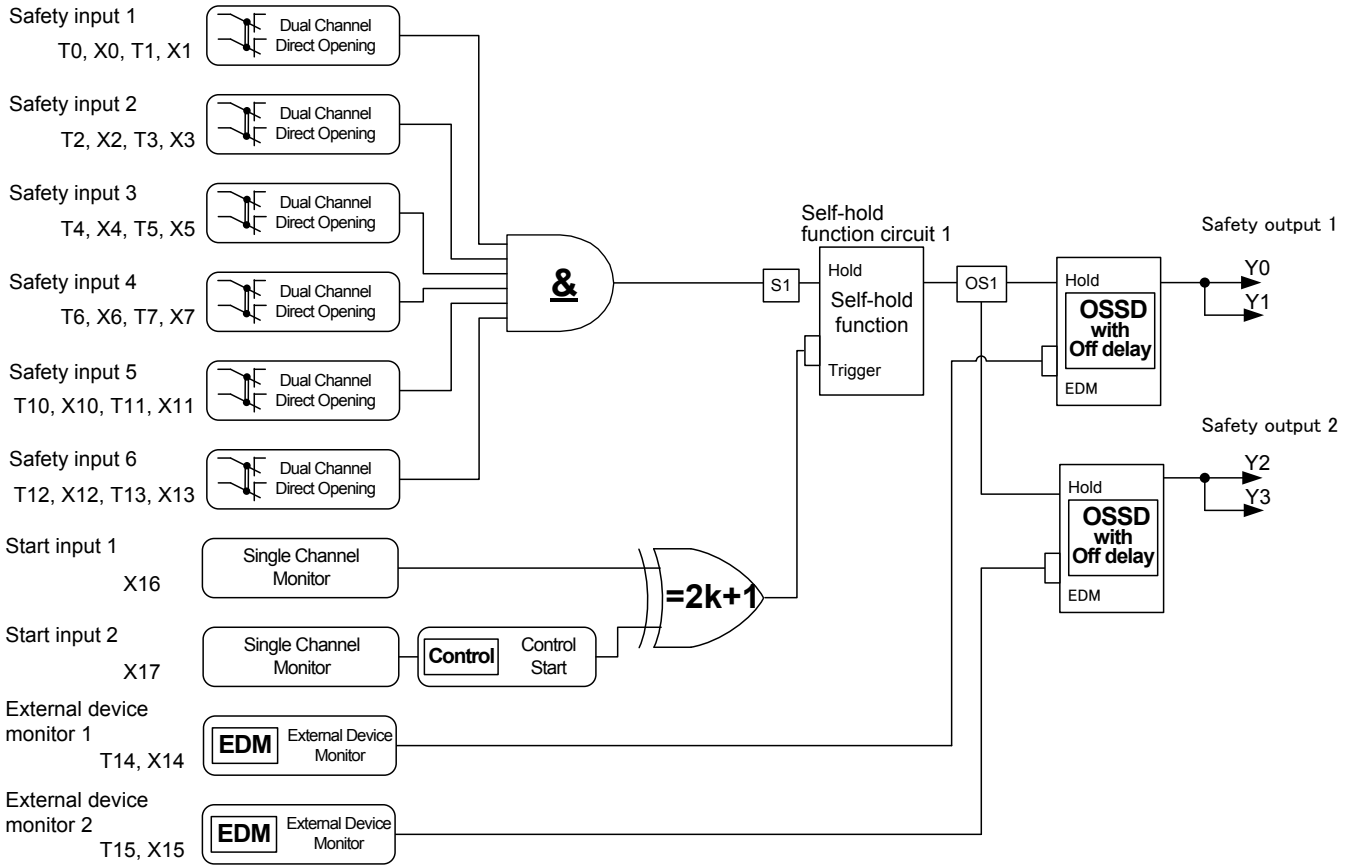 Safety input 1
T0, X0, T1, X1
Dual Channel
Direct Opening
Safety input 2
T2, X2, T3, X3
Dual Channel
Direct Opening
Safety input 3
T4, X4, T5, X5
Dual Channel
Direct Opening
Safety input 4
T6, X6, T7, X7
Dual Channel
Direct Opening
Safety input 5
T10, X10, T11, X11
Dual Channel
Direct Opening
Safety input 6
T12, X12, T13, X13
Dual Channel
Direct Opening
Start input 1
X16
Single Channel
Monitor
Start input 2
X17
Single Channel
Monitor
Control
Control
Start
External device
monitor 1
T14, X14
EDM
External Device
Monitor
External device
monitor 2
T15, X15
EDM
External Device
Monitor
&
=2k+1
S1
Self-hold
function circuit 1
Hold
Self-hold
function
Trigger
OS1
Safety output 1
Hold
OSSD
with
Off delay
EDM
Y0
Y1
Safety output 2
Hold
OSSD
with
Off delay
EDM
Y2
Y3